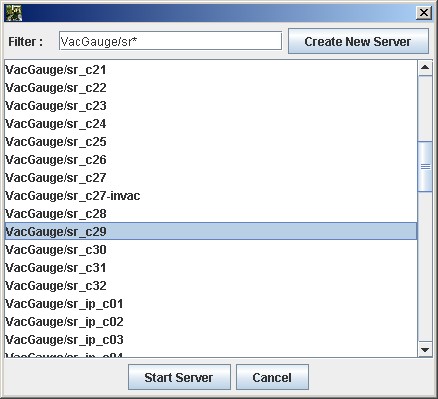 Filter : VacGauge/sr* Create New Server
VacGauge/sr_c21
VacGauge/sr_c22
VacGauge/sr_c23
VacGauge/sr_c24
VacGauge/sr_c25
VacGauge/sr_c26
VacGauge/sr_c27
VacGauge/sr_c27-invac
VacGauge/sr_c28
VacGauge/sr_c29
VacGauge/sr_c30
VacGauge/sr_c31
VacGauge/sr_c32
VacGauge/sr_ip_c01
VacGauge/sr_ip_c02
VacGauge/sr_ip_c03
VacGauge/sr_ip_c04
Start Server Cancel